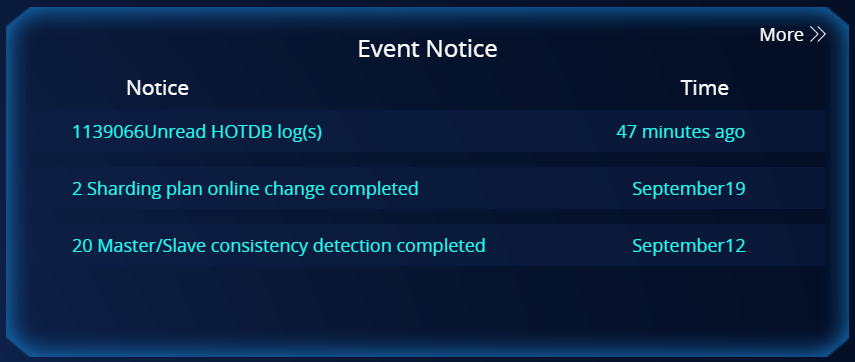 More
Event Notice
Notice Time
1139066Unread HOTDB log(s) 47 minutes ago
2 Sharding plan online change completed September19
20 Master/Slave consistency detection completed September12